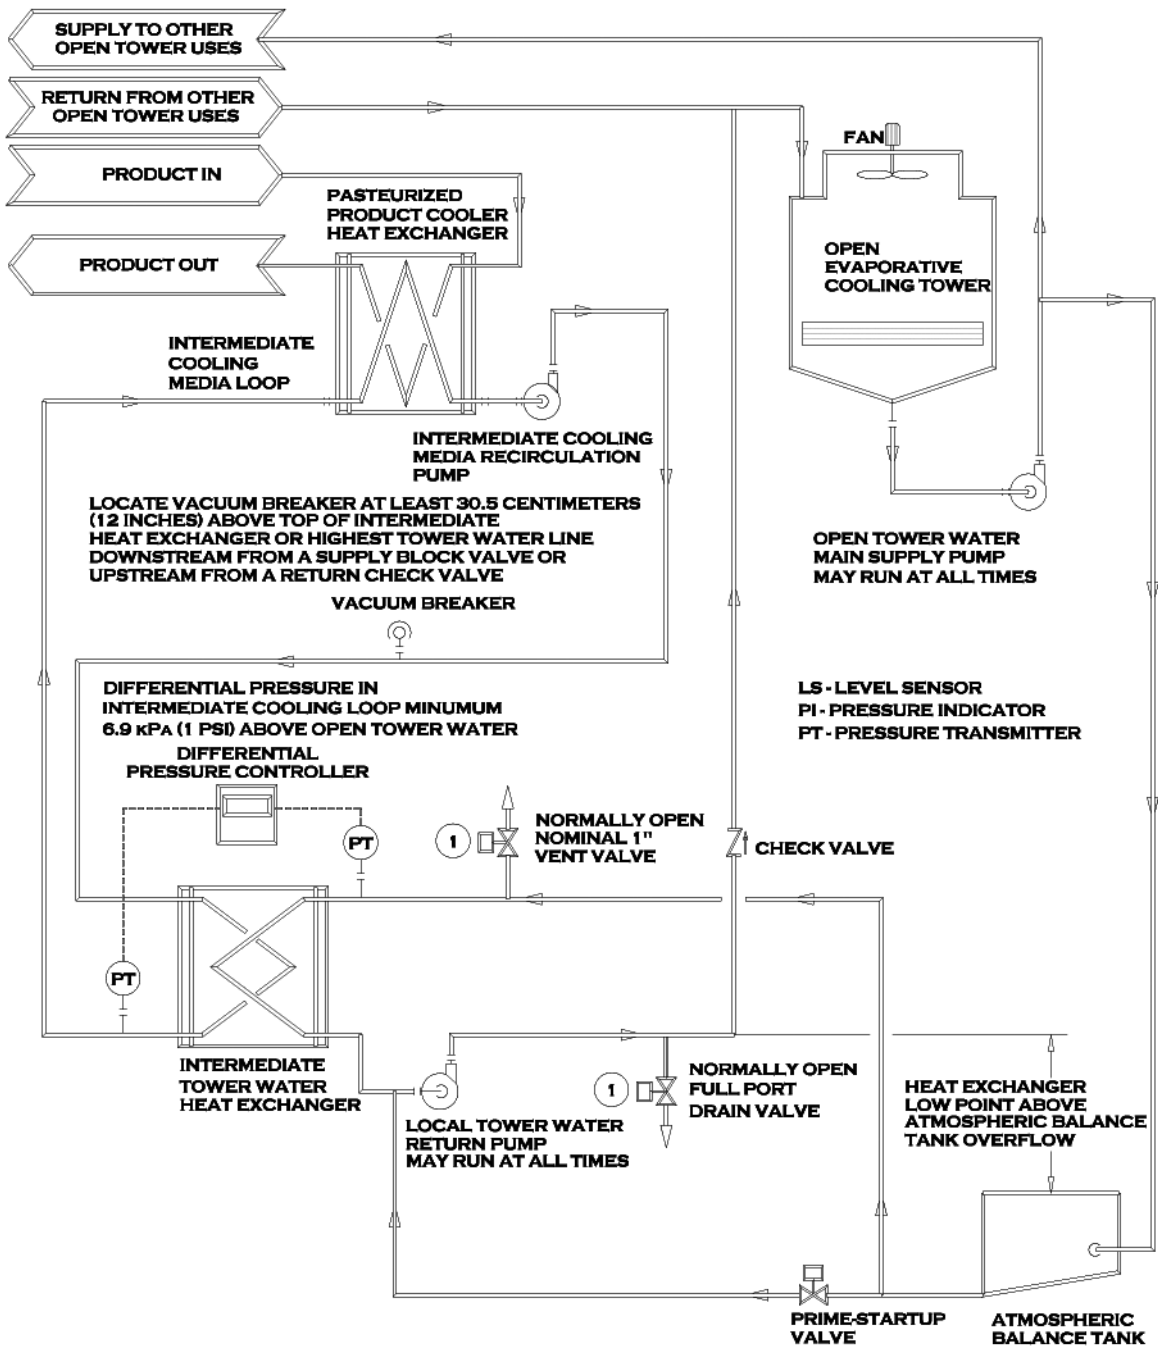 SUPPLY TO OTHER
OPEN TOWER USES
RETURN FROM OTHER
OPEN TOWER USES
PRODUCT IN
PRODUCT OUT
PASTEURIZED
PRODUCT COOLER
HEAT EXCHANGER
FAN
OPEN
EVAPORATIVE
COOLING TOWER
INTERMEDIATE
COOLING
MEDIA LOOP
INTERMEDIATE COOLING
MEDIA RECIRCULATION
PUMP
LOCATE VACUUM BREAKER AT LEAST 30.5 CENTIMETERS
(12 INCHES) ABOVE TOP OF INTERMEDIATE
HEAT EXCHANGER OR HIGHEST TOWER WATER LINE
DOWNSTREAM FROM A SUPPLY BLOCK VALVE OR
UPSTREAM FROM A RETURN CHECK VALVE
OPEN TOWER WATER
MAIN SUPPLY PUMP
MAY RUN AT ALL TIMES
VACUUM BREAKER
DIFFERENTIAL PRESSURE IN
INTERMEDIATE COOLING LOOP MINUMUM
6.9 KPA (1 PSI) ABOVE OPEN TOWER WATER
LS - LEVEL SENSOR
PI - PRESSURE INDICATOR
PT - PRESSURE TRANSMITTER
DIFFERENTIAL
PRESSURE CONTROLLER
PT
1
NORMALLY OPEN
NOMINAL 1"
VENT VALVE
CHECK VALVE
PT
INTERMEDIATE
TOWER WATER
HEAT EXCHANGER
LOCAL TOWER WATER
RETURN PUMP
MAY RUN AT ALL TIMES
1
NORMALLY OPEN
FULL PORT
DRAIN VALVE
HEAT EXCHANGER
LOW POINT ABOVE
ATMOSPHERIC BALANCE
TANK OVERFLOW
PRIME-STARTUP
VALVE
ATMOSPHERIC
BALANCE TANK